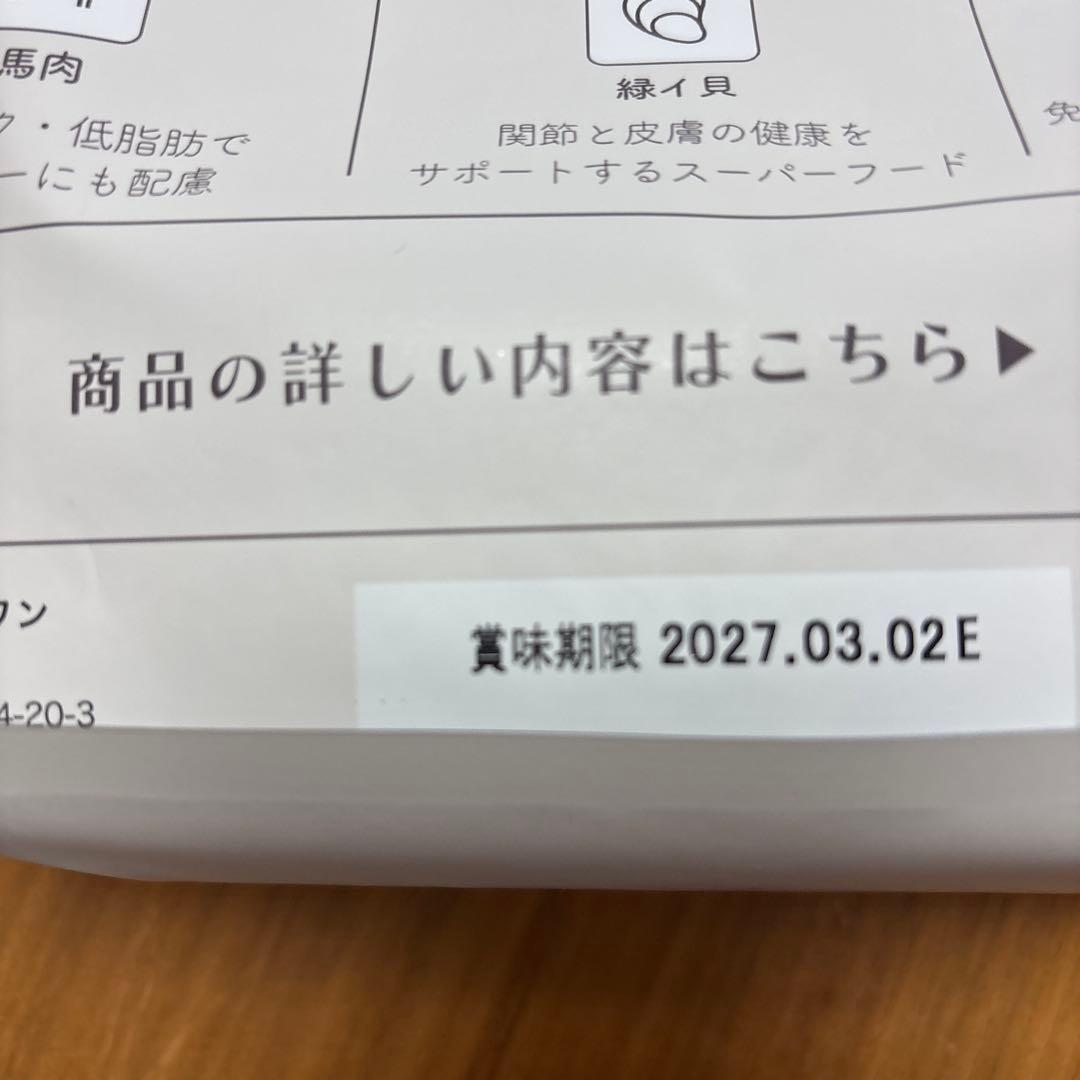 馬肉
ク・低脂肪で
ーにも配慮
緑イ貝
関節と皮膚の健康を
サポートするスーパーフード
免
商品の詳しい内容はこちら▶
ワン
4-20-3
賞味期限 2027.03.02E